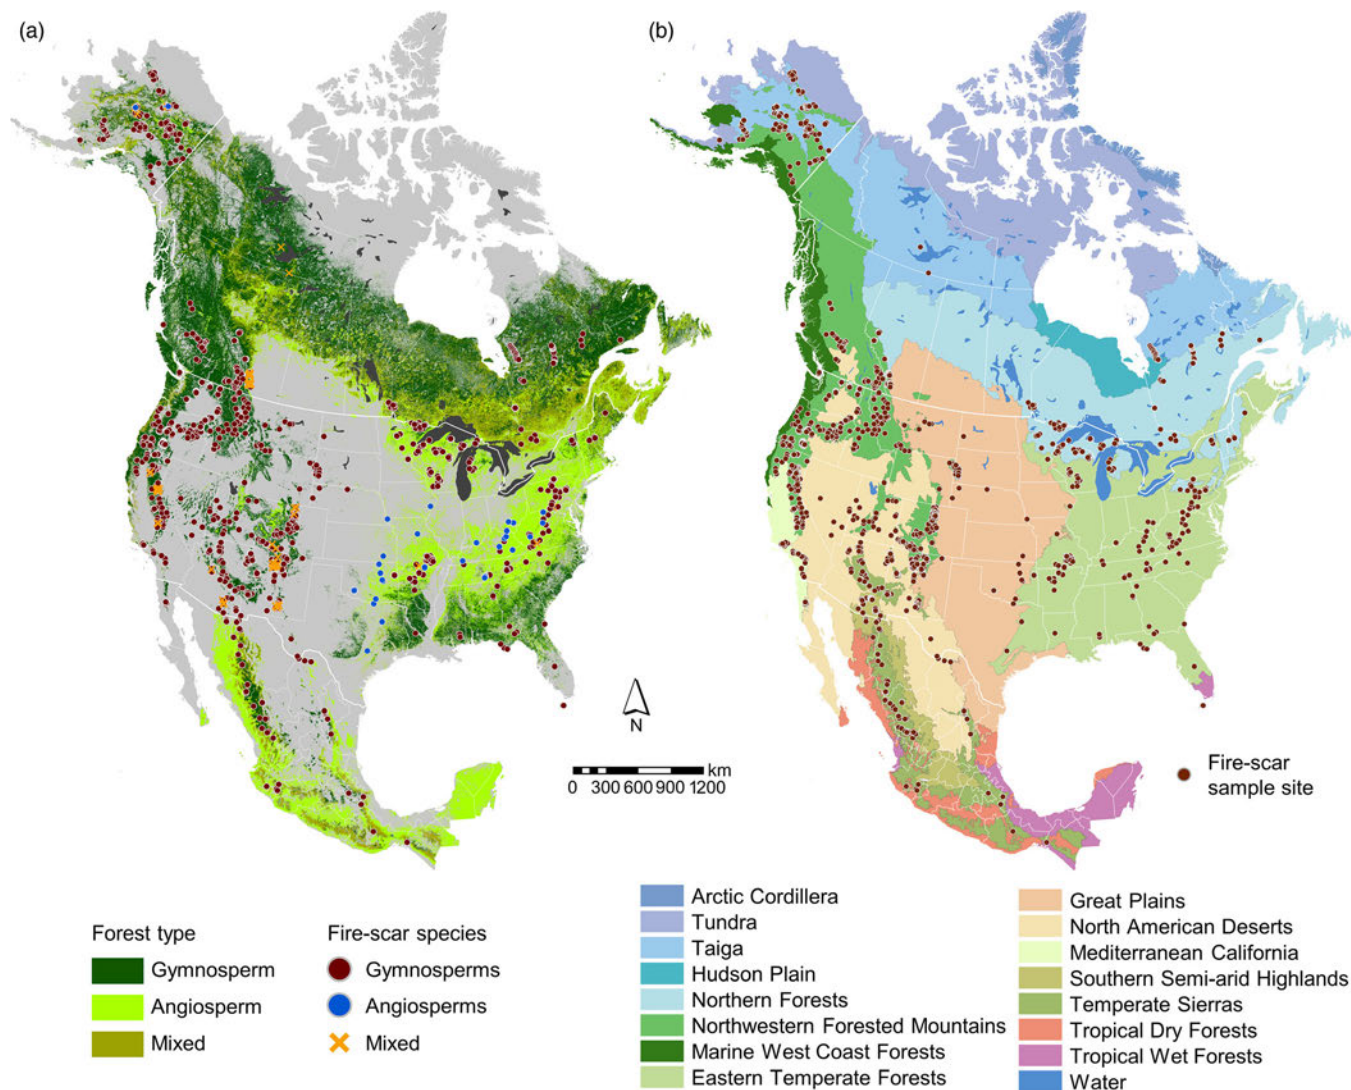 (a)
(b)
N
km
0 300 600 900 1200
Fire-scar
sample site
Forest type
Gymnosperm
Angiosperm
Mixed
Fire-scar species
Gymnosperms
Angiosperms
Mixed
Arctic Cordillera
Tundra
Taiga
Hudson Plain
Northern Forests
Northwestern Forested Mountains
Marine West Coast Forests
Eastern Temperate Forests
Great Plains
North American Deserts
Mediterranean California
Southern Semi-arid Highlands
Temperate Sierras
Tropical Dry Forests
Tropical Wet Forests
Water